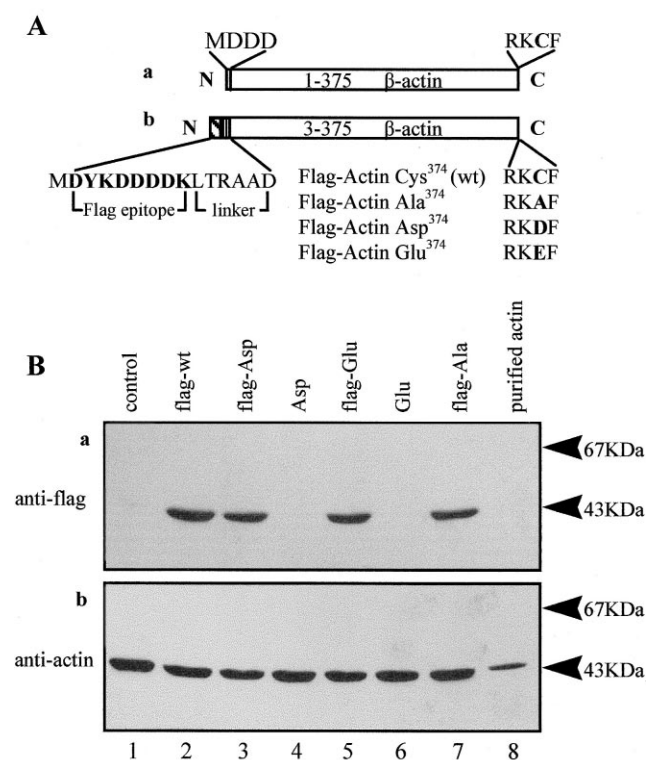 A
MDDD RKCF
a N 1-375 β-actin C
b N 3-375 β-actin C
MDYKDDDDKLTRAAD
Flag epitope linker
Flag-Actin Cys³⁷⁴ (wt) RKCF
Flag-Actin Ala³⁷⁴ RKAF
Flag-Actin Asp³⁷⁴ RKDF
Flag-Actin Glu³⁷⁴ RKEF
B
control flag-wt flag-Asp Asp flag-Glu Glu flag-Ala purified actin
a
67KDa
anti-flag
43KDa
b
67KDa
anti-actin
43KDa
1 2 3 4 5 6 7 8